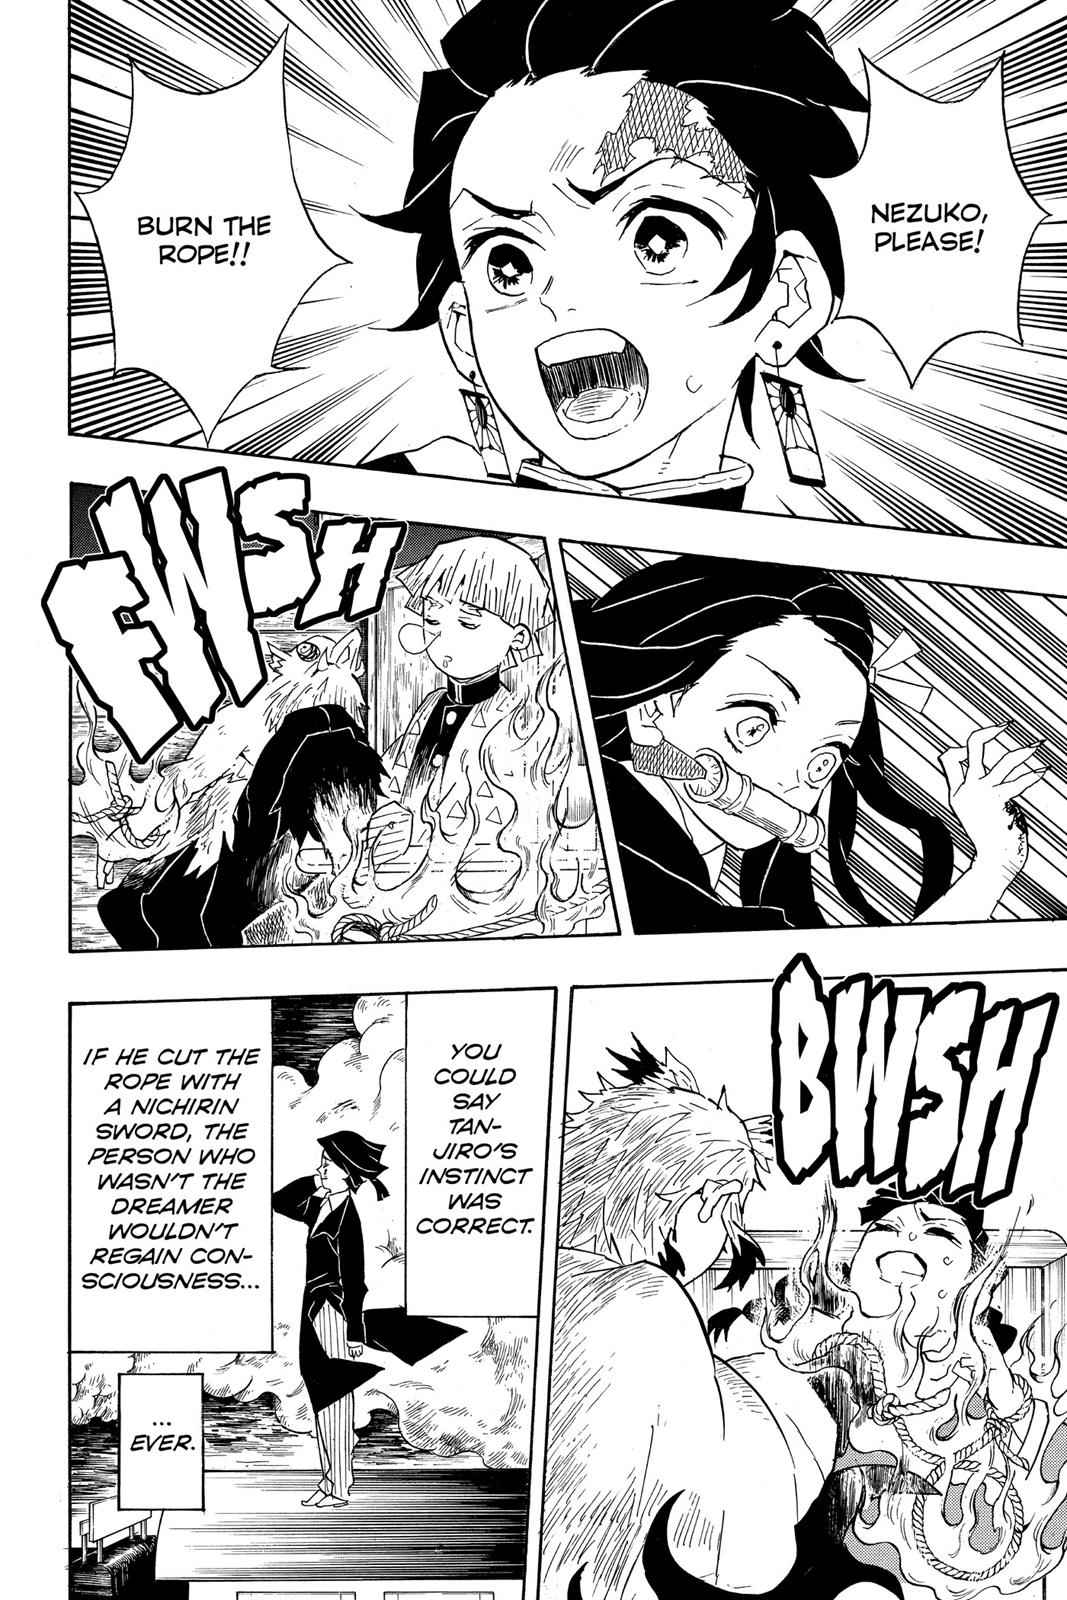 NEZUKO,
PLEASE!
BURN THE
ROPE!!
FWSH
BWSH
YOU
COULD
SAY
TAN-
JIRO'S
INSTINCT
WAS
CORRECT.
IF HE CUT THE
ROPE WITH
A NICHIRIN
SWORD, THE
PERSON WHO
WASN'T THE
DREAMER
WOULDN'T
REGAIN CON-
SCIOUSNESS...
...
EVER.